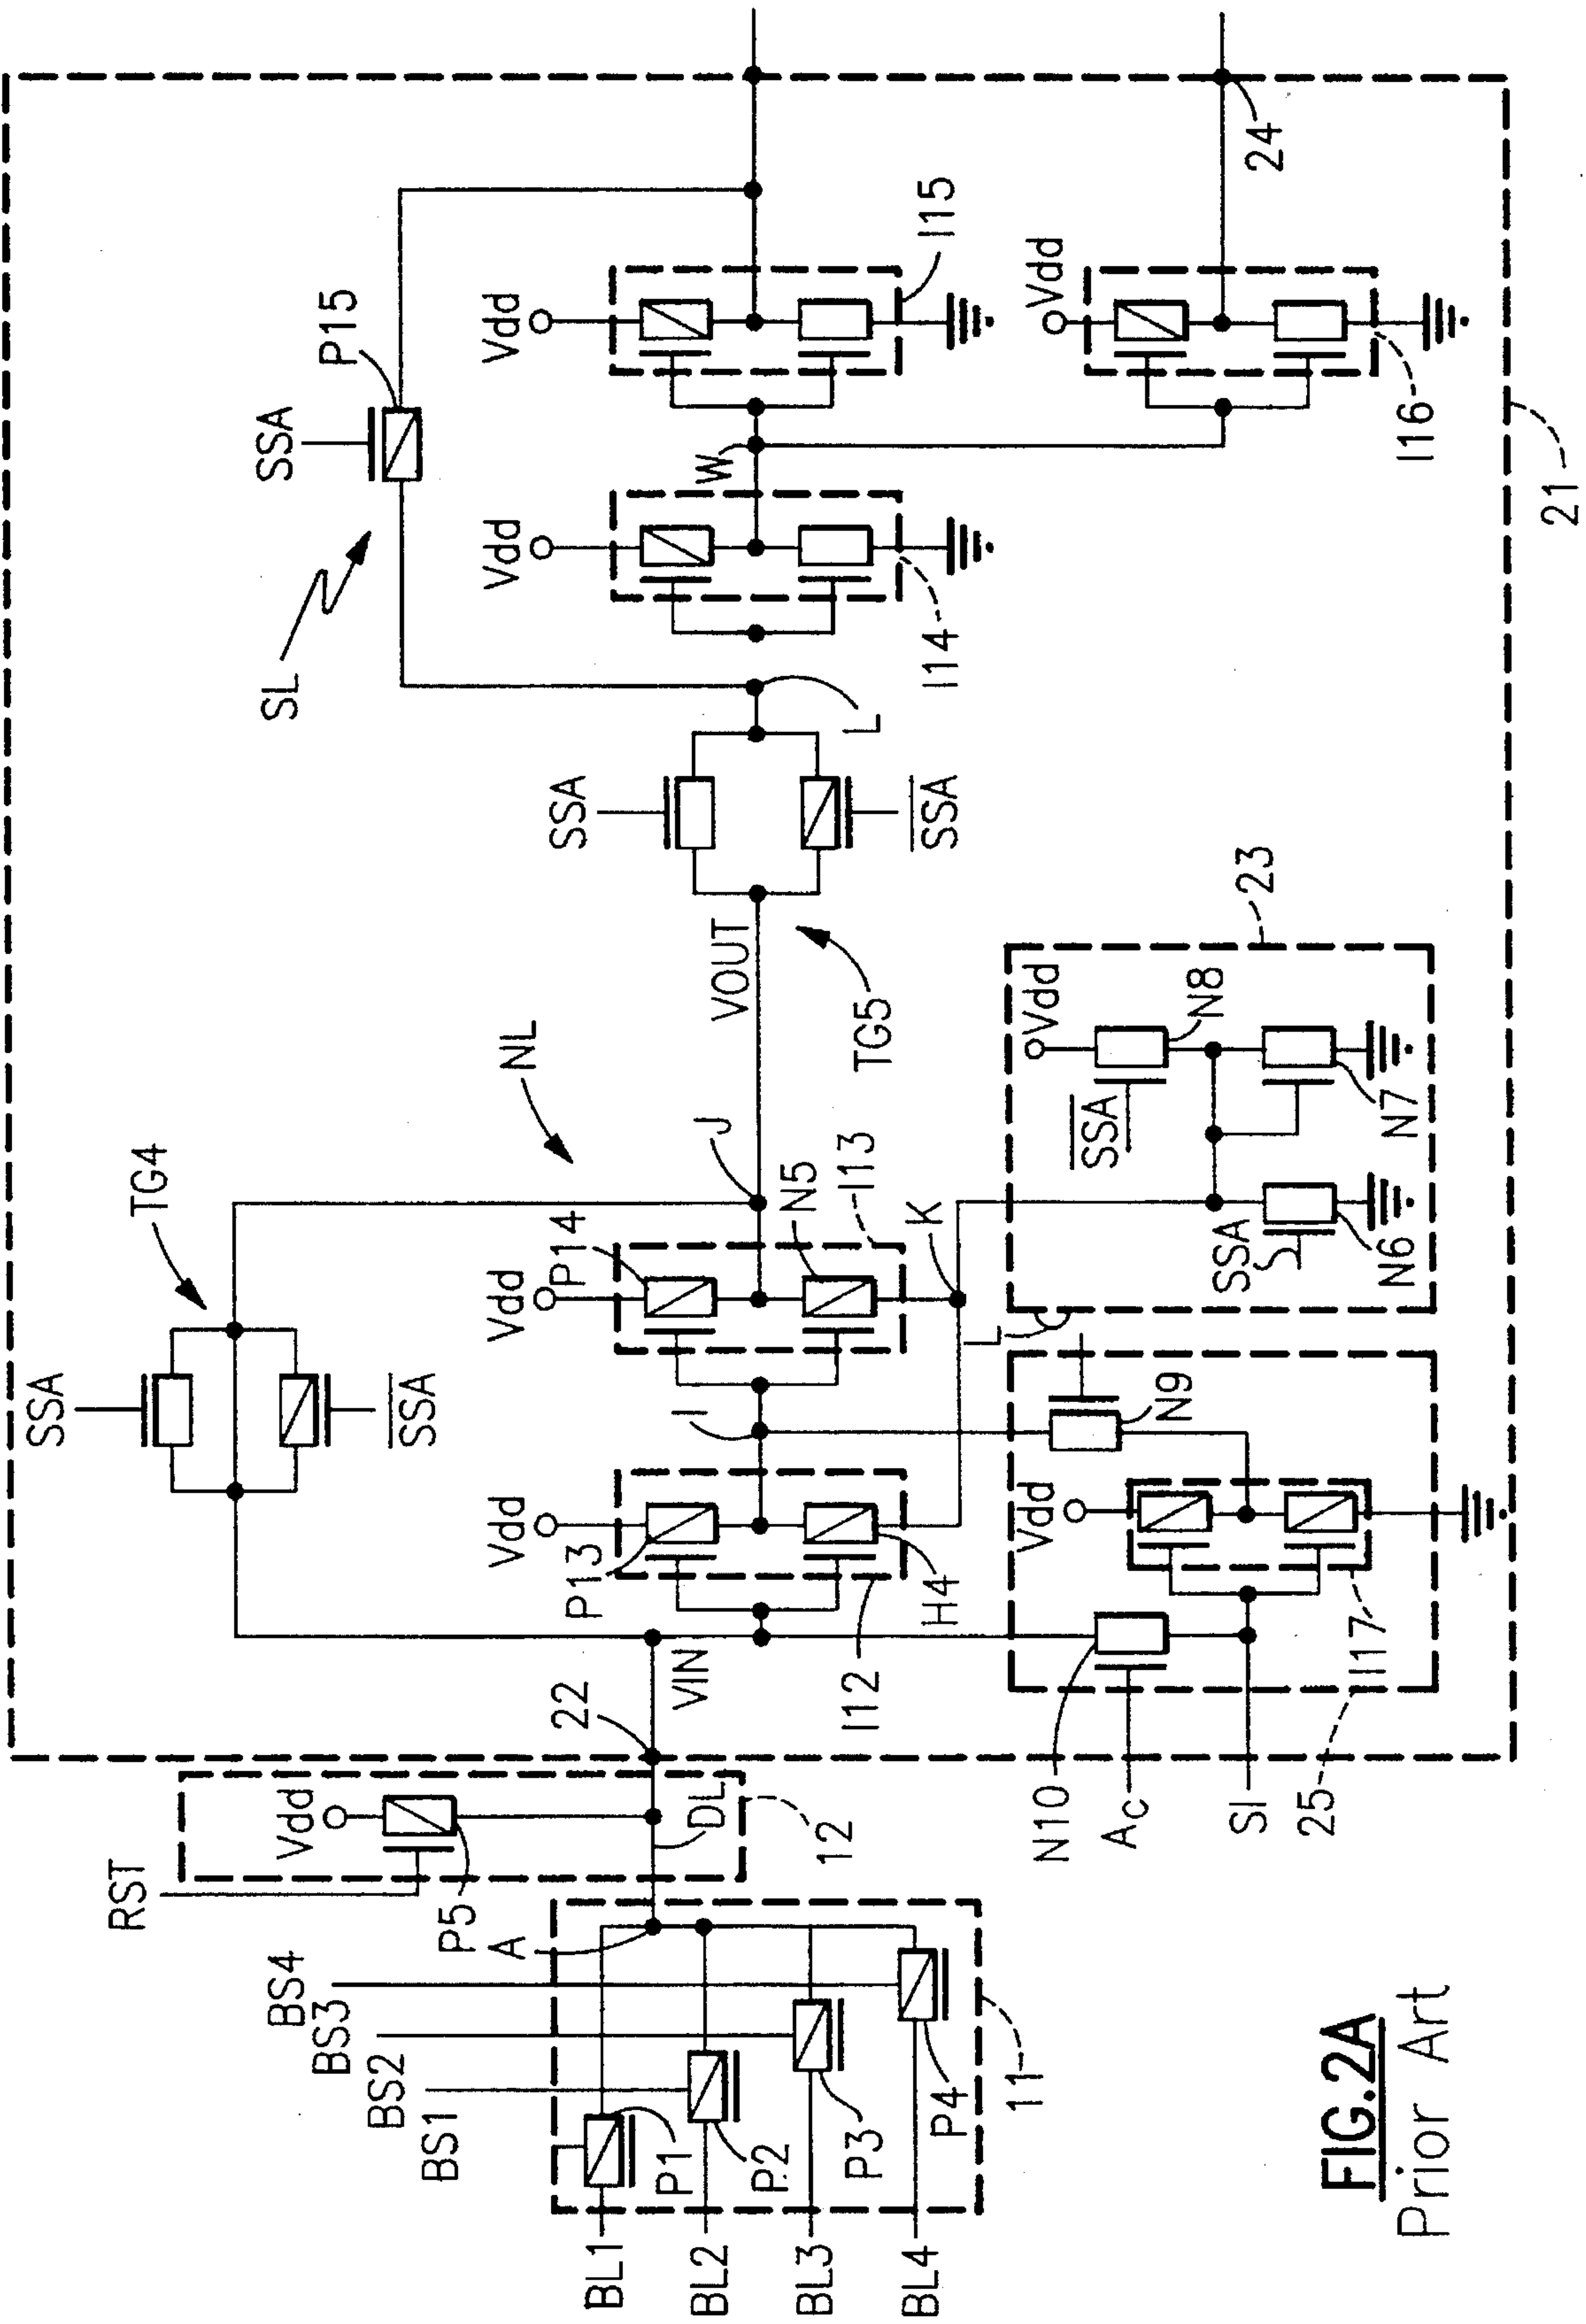 SSA
TG4
SSA
SSA
P15
SL
NL
Vdd
Vdd
Vdd
Vdd
P13
P14
N5
I13
J
I
VOUT
TG5
SSA
SSA
L
W
I14
I15
Vdd
I16
24
21
RST
Vdd
P5
12
DL
22
VIN
I12
H4
K
L
Vdd
N9
I17
N10
Ac
SI
25
23
Vdd
N8
SSA
N7
SSA
N6
BS4
BS3
BS2
BS1
A
P1
P2
P3
P4
11
BL1
BL2
BL3
BL4
FIG.2A
Prior Art